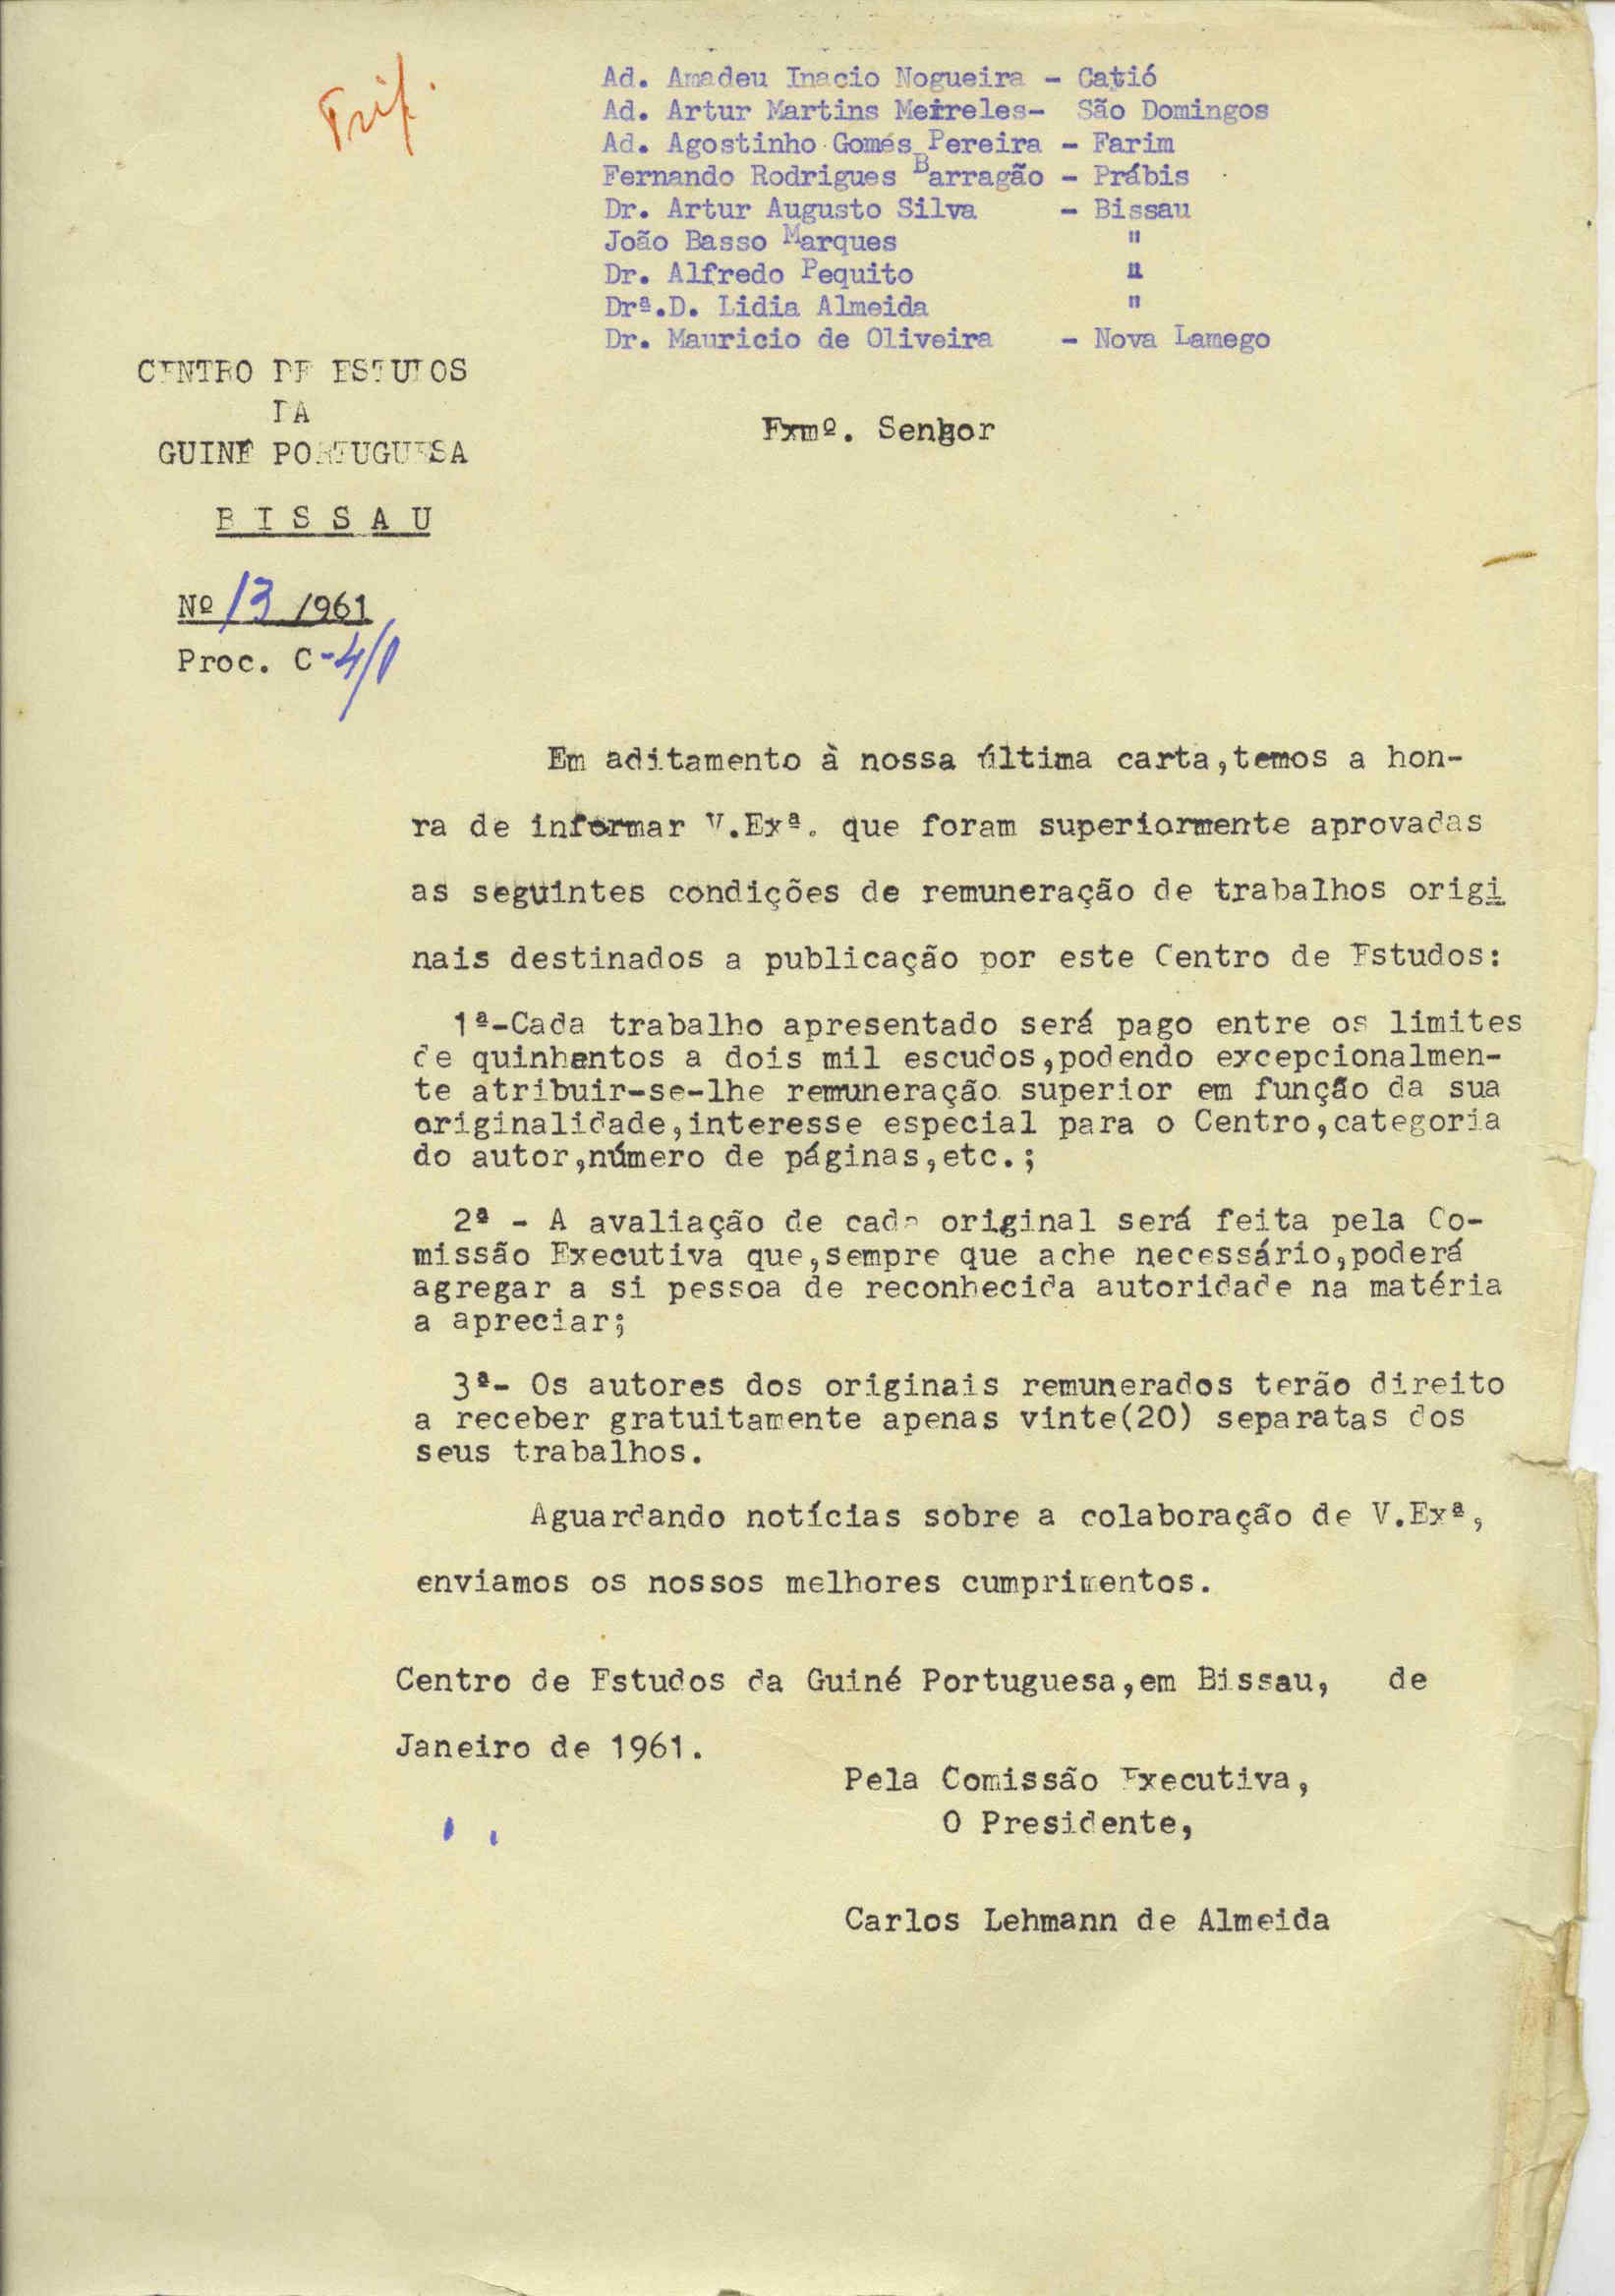 Ad. Amadeu Inacio Nogueira - Catió
Ad. Artur Martins Meireles- São Domingos
Ad. Agostinho Gomes Pereira - Farim
Fernando Rodrigues Barragão - Prábis
Dr. Artur Augusto Silva - Bissau
João Basso Marques "
Dr. Alfredo Pequito "
Drª.D. Lidia Almeida "
Dr. Mauricio de Oliveira - Nova Lamego
CENTRO DE ESTUDOS
DA
GUINÉ PORTUGUESA
B I S S A U
Exmº. Senhor
Nº 13 /961
Proc. C-4/
Em aditamento à nossa última carta,temos a hon-
ra de informar V.Exª. que foram superiormente aprovadas
as seguintes condições de remuneração de trabalhos origi
nais destinados a publicação por este Centro de Estudos:
1ª-Cada trabalho apresentado será pago entre os limites
de quinhentos a dois mil escudos,podendo excepcionalmen-
te atribuir-se-lhe remuneração superior em função da sua
originalidade,interesse especial para o Centro,categoria
do autor,número de páginas,etc.;
2ª - A avaliação de cada original será feita pela Co-
missão Executiva que,sempre que ache necessário,poderá
agregar a si pessoa de reconhecida autoridade na matéria
a apreciar;
3ª- Os autores dos originais remunerados terão direito
a receber gratuitamente apenas vinte(20) separatas dos
seus trabalhos.
Aguardando notícias sobre a colaboração de V.Exª,
enviamos os nossos melhores cumprimentos.
Centro de Estudos da Guiné Portuguesa,em Bissau, de
Janeiro de 1961.
Pela Comissão Executiva,
O Presidente,
Carlos Lehmann de Almeida